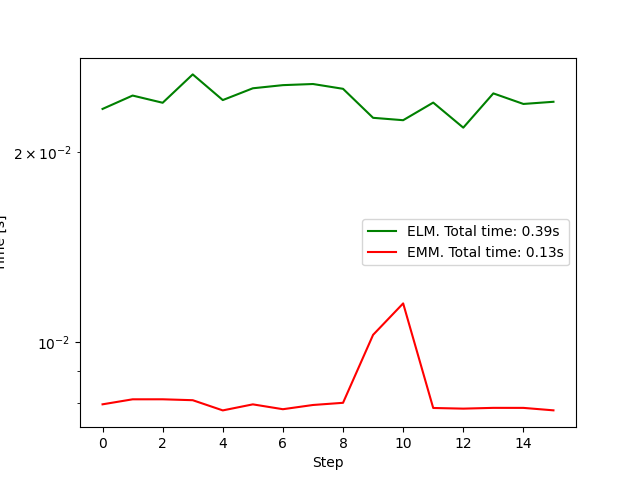 2 × 10⁻²
10⁻²
Time [s]
ELM. Total time: 0.39s
EMM. Total time: 0.13s
0 2 4 6 8 10 12 14
Step